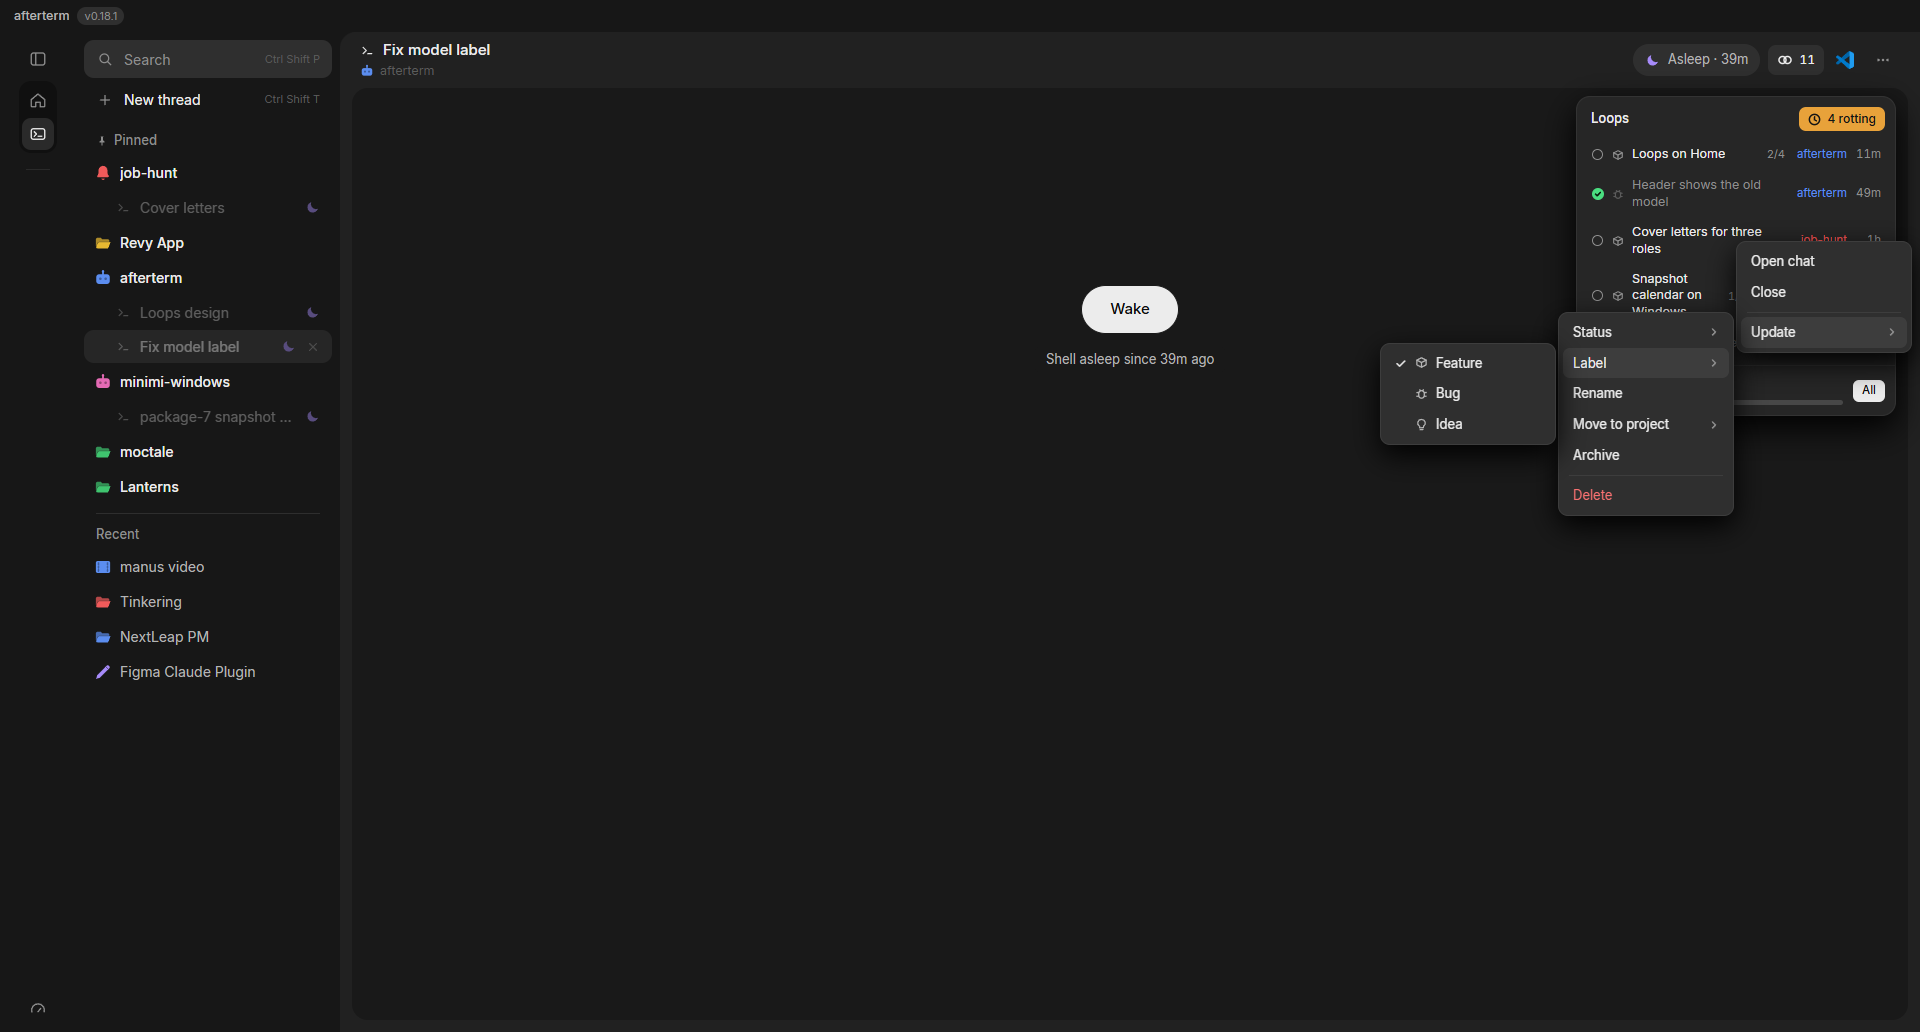 afterterm v0.18.1
Search Ctrl Shift P
New thread Ctrl Shift T
Pinned
job-hunt
Cover letters
Revy App
afterterm
Loops design
Fix model label
minimi-windows
package-7 snapshot ...
moctale
Lanterns
Recent
manus video
Tinkering
NextLeap PM
Figma Claude Plugin
Fix model label
afterterm
Asleep · 39m
11
Wake
Shell asleep since 39m ago
Loops
4 rotting
Loops on Home 2/4 afterterm 11m
Header shows the old
model
afterterm 49m
Cover letters for three
roles
job-hunt 1h
Snapshot
calendar on
Windows
All
Open chat
Close
Update
Status
Label
Rename
Move to project
Archive
Delete
Feature
Bug
Idea